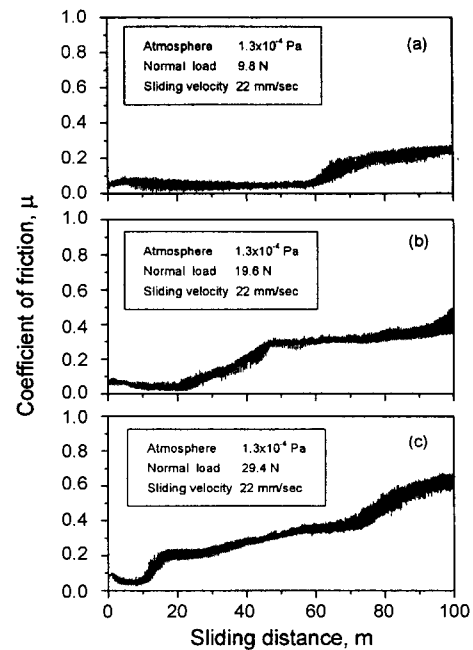 Coefficient of friction, μ
1.0
0.8
0.6
0.4
0.2
0.0
(a)
Atmosphere 1.3x10⁻⁴ Pa
Normal load 9.8 N
Sliding velocity 22 mm/sec
1.0
0.8
0.6
0.4
0.2
0.0
(b)
Atmosphere 1.3x10⁻⁴ Pa
Normal load 19.6 N
Sliding velocity 22 mm/sec
1.0
0.8
0.6
0.4
0.2
0.0
(c)
Atmosphere 1.3x10⁻⁴ Pa
Normal load 29.4 N
Sliding velocity 22 mm/sec
0 20 40 60 80 100
Sliding distance, m